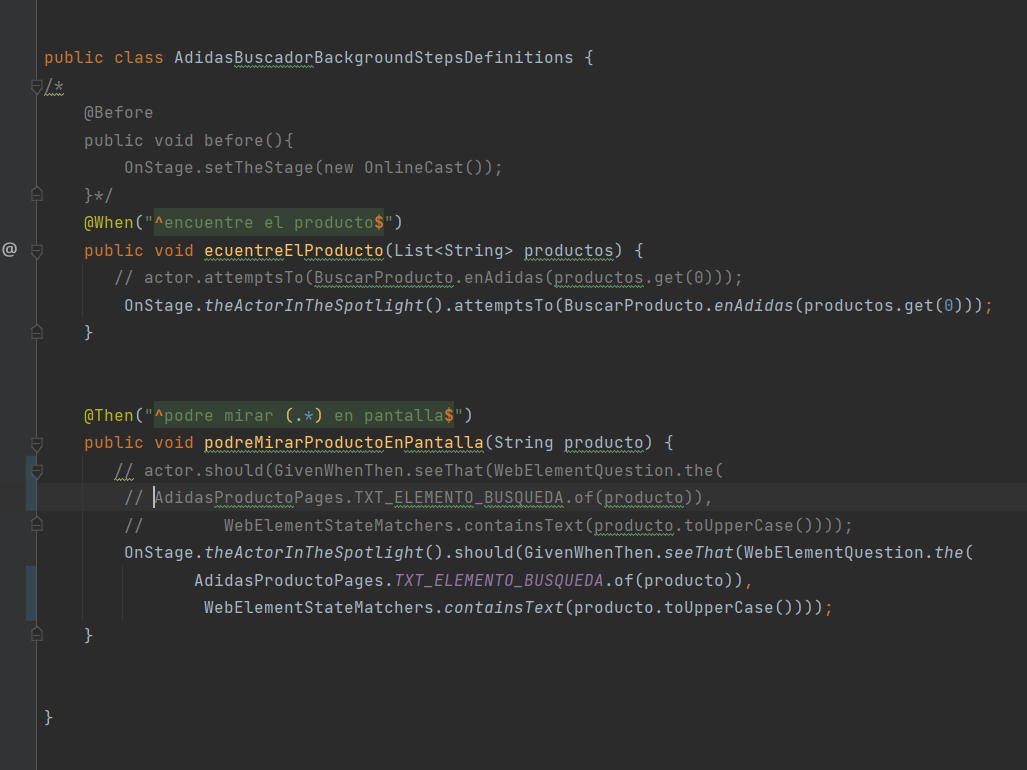 public class AdidasBuscadorBackgroundStepsDefinitions {
/*
    @Before
    public void before(){
        OnStage.setTheStage(new OnlineCast());
    }*/
    @When("^encuentre el producto$")
@   public void ecuentreElProducto(List<String> productos) {
       // actor.attemptsTo(BuscarProducto.enAdidas(productos.get(0)));
        OnStage.theActorInTheSpotlight().attemptsTo(BuscarProducto.enAdidas(productos.get(0)));
    }
    @Then("^podre mirar (.*) en pantalla$")
    public void podreMirarProductoEnPantalla(String producto) {
       // actor.should(GivenWhenThen.seeThat(WebElementQuestion.the(
        // AdidasProductoPages.TXT_ELEMENTO_BUSQUEDA.of(producto)),
        //        WebElementStateMatchers.containsText(producto.toUpperCase())));
        OnStage.theActorInTheSpotlight().should(GivenWhenThen.seeThat(WebElementQuestion.the(
               AdidasProductoPages.TXT_ELEMENTO_BUSQUEDA.of(producto)),
                WebElementStateMatchers.containsText(producto.toUpperCase())));
    }
}